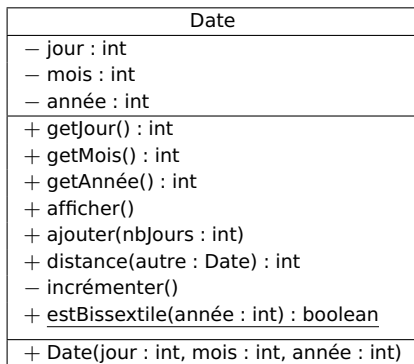 Date
− jour : int
− mois : int
− année : int
+ getJour() : int
+ getMois() : int
+ getAnnée() : int
+ afficher()
+ ajouter(nbJours : int)
+ distance(autre : Date) : int
− incrémenter()
+ estBissextile(année : int) : boolean
+ Date(jour : int, mois : int, année : int)